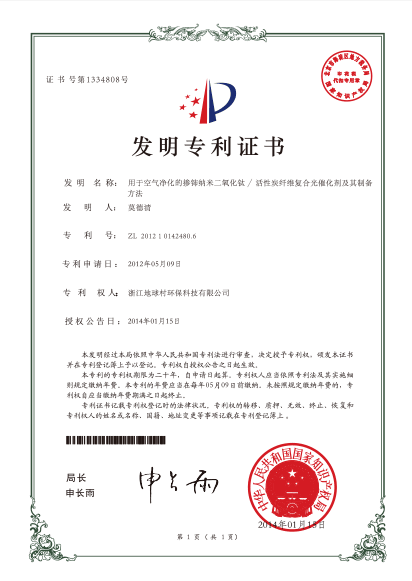 证 书 号第1334808号
发明专利证书
发 明 名称：用于空气净化的掺铈纳米二氧化钛 / 活性炭纤维复合光催化剂及其制备
方法
发 明 人：莫德清
专 利 号：ZL 2012 1 0142480.6
专利申请日：2012年05月09日
专 利 权人：浙江地球村环保科技有限公司
授权公告日：2014年01月15日
本发明经过本局依照中华人民共和国专利法进行审查，决定授予专利权，颁发本证书
并在专利登记簿上予以登记。专利权自授权公告之日起生效。
本专利的专利权期限为二十年，自申请日起算。专利权人应当依照专利法及其实施细
则规定缴纳年费。本专利的年费应当在每年05月09日前缴纳。未按照规定缴纳年费的，专
利权自应当缴纳年费期满之日起终止。
专利证书记载专利权登记时的法律状况。专利权的转移、质押、无效、终止、恢复和
专利权人的姓名或名称、国籍、地址变更等事项记载在专利登记簿上。
局长
申长雨
申长雨
中华人民共和国国家知识产权局
2014年01月15日
第 1 页（共 1 页）